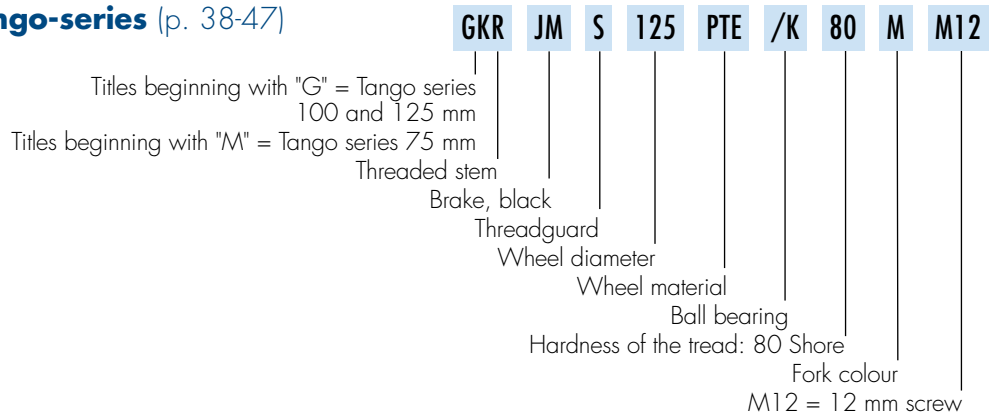 ngo-series (p. 38-47)
GKR JM S 125 PTE /K 80 M M12
Titles beginning with "G" = Tango series
100 and 125 mm
Titles beginning with "M" = Tango series 75 mm
Threaded stem
Brake, black
Threadguard
Wheel diameter
Wheel material
Ball bearing
Hardness of the tread: 80 Shore
Fork colour
M12 = 12 mm screw